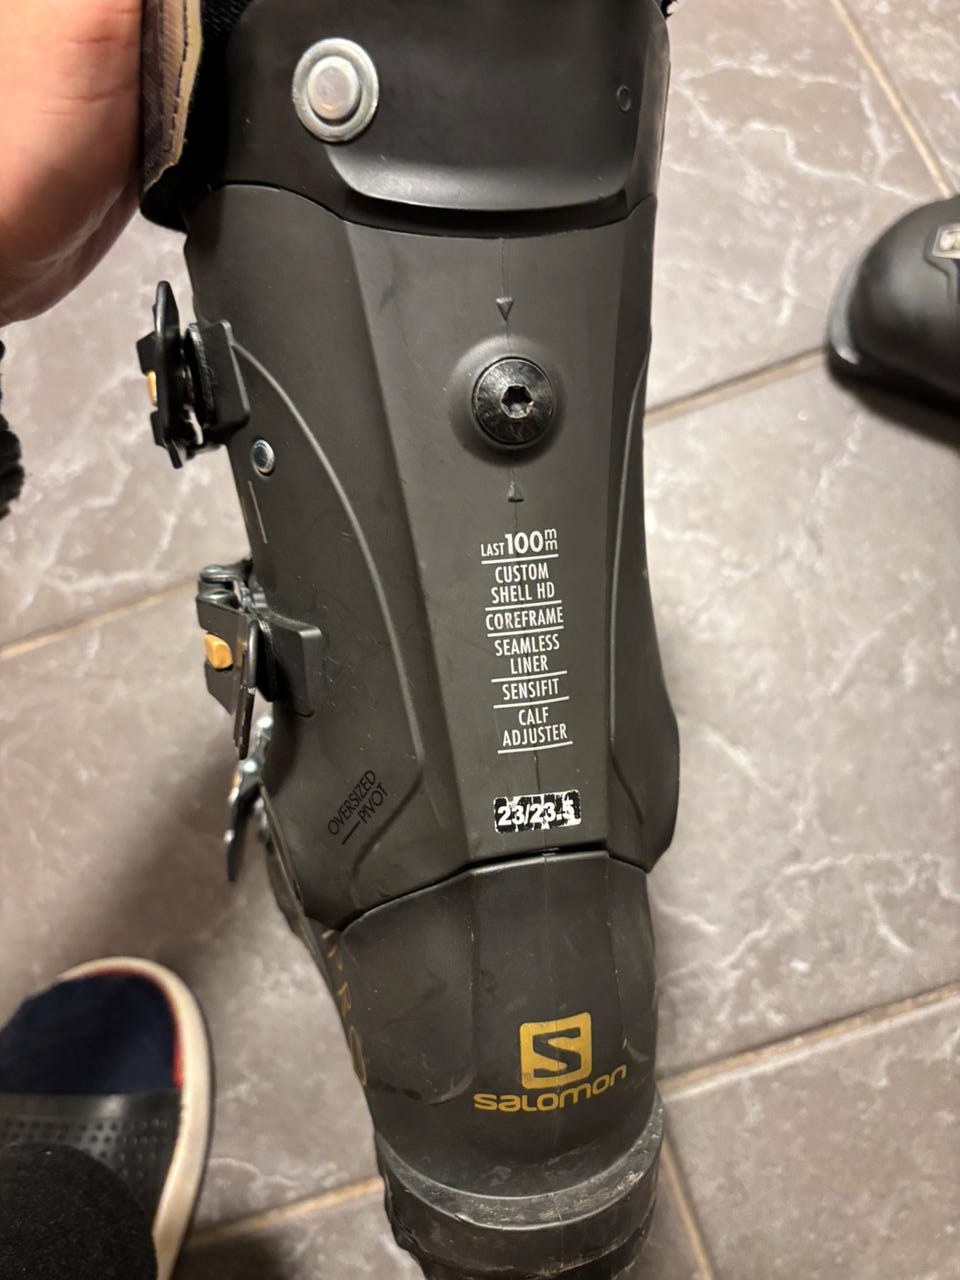 LAST 100mm
CUSTOM
SHELL HD
COREFRAME
SEAMLESS
LINER
SENSIFIT
CALF
ADJUSTER
OVERSIZED
PIVOT
23/23.5
S
SALOMON